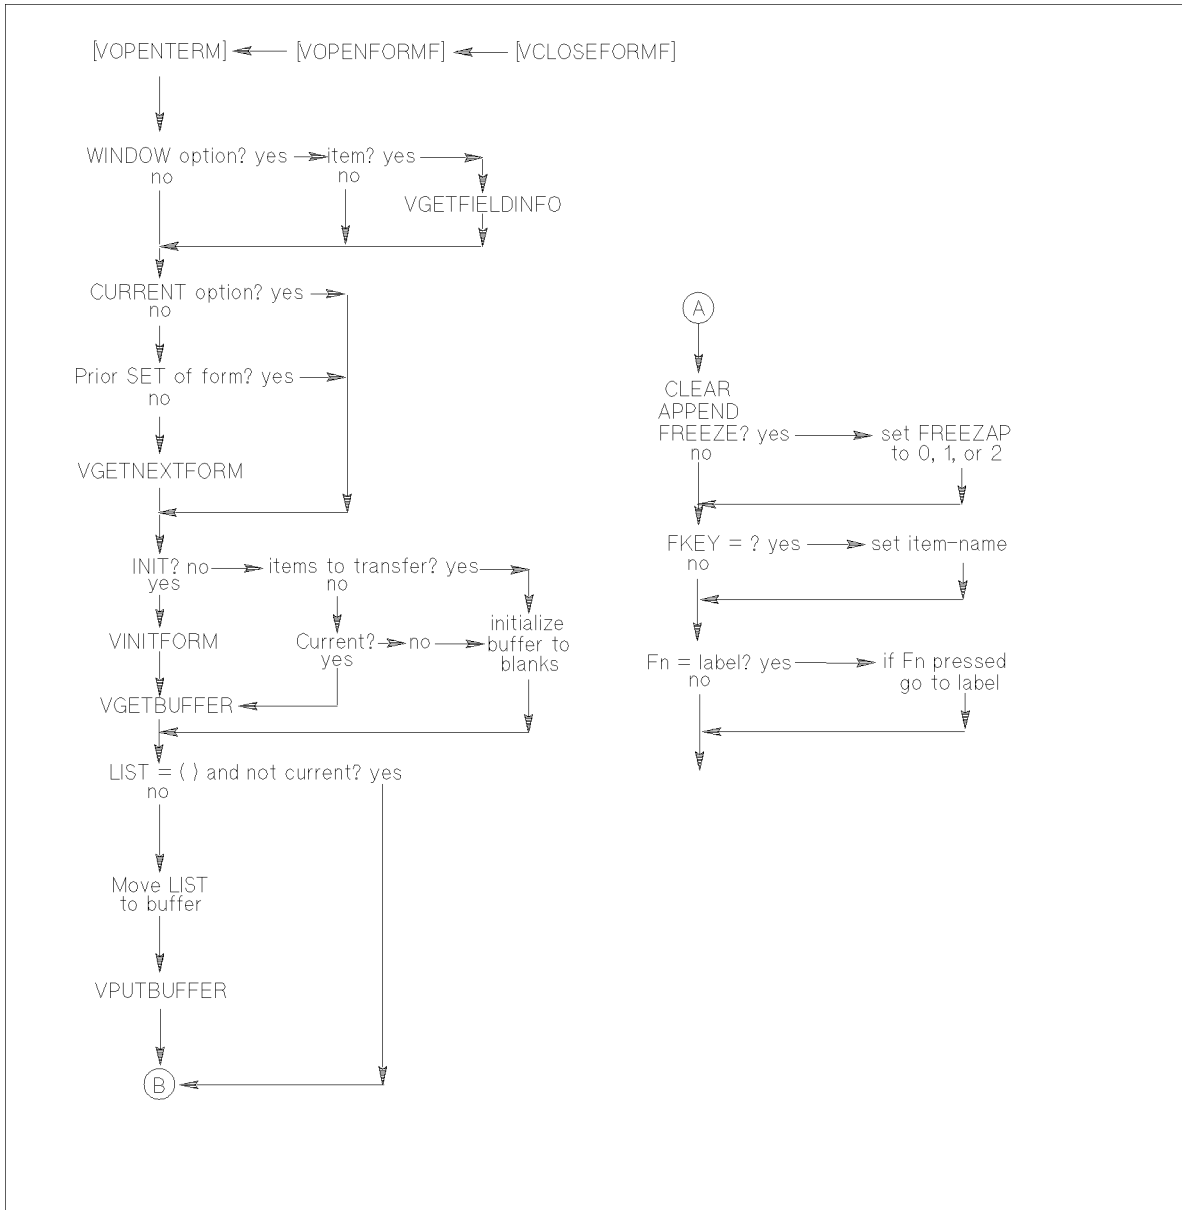 [VOPENTERM] [VOPENFORMF] [VCLOSEFORMF]
WINDOW option? yes item? yes
no no
VGETFIELDINFO
CURRENT option? yes
no
Prior SET of form? yes
no
VGETNEXTFORM
INIT? no items to transfer? yes
yes no
initialize
VINITFORM Current? no buffer to
yes blanks
VGETBUFFER
LIST = ( ) and not current? yes
no
Move LIST
to buffer
VPUTBUFFER
B
A
CLEAR
APPEND
FREEZE? yes set FREEZAP
no to 0, 1, or 2
FKEY = ? yes set item-name
no
Fn = label? yes if Fn pressed
no go to label